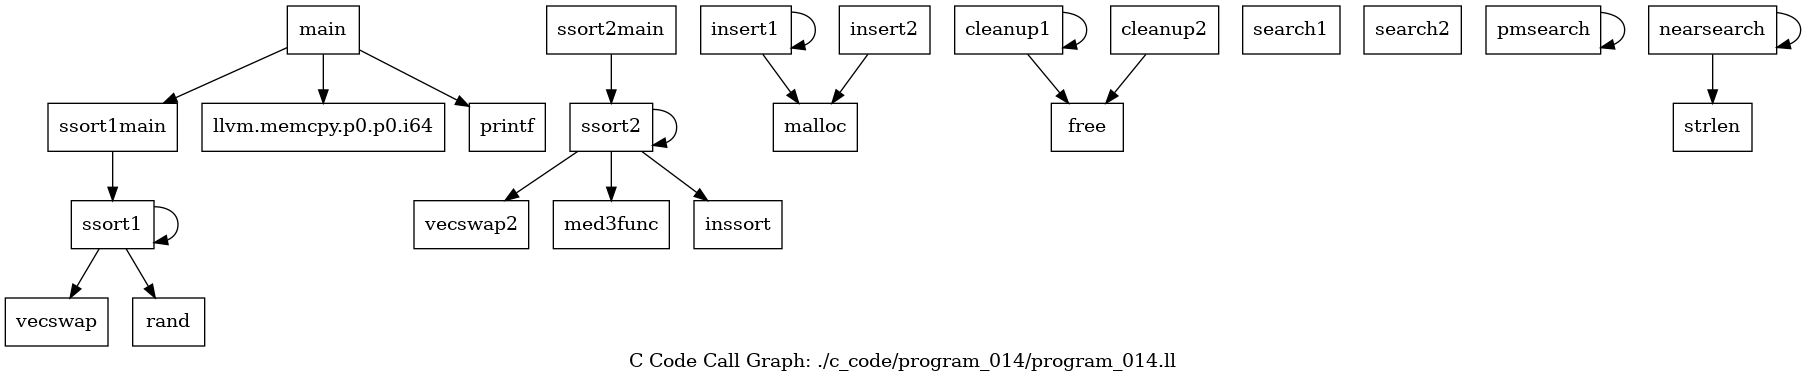 main
ssort2main
insert1
insert2
cleanup1
cleanup2
search1
search2
pmsearch
nearsearch
ssort1main
llvm.memcpy.p0.p0.i64
printf
ssort2
malloc
free
strlen
ssort1
vecswap2
med3func
inssort
vecswap
rand
C Code Call Graph: ./c_code/program_014/program_014.ll